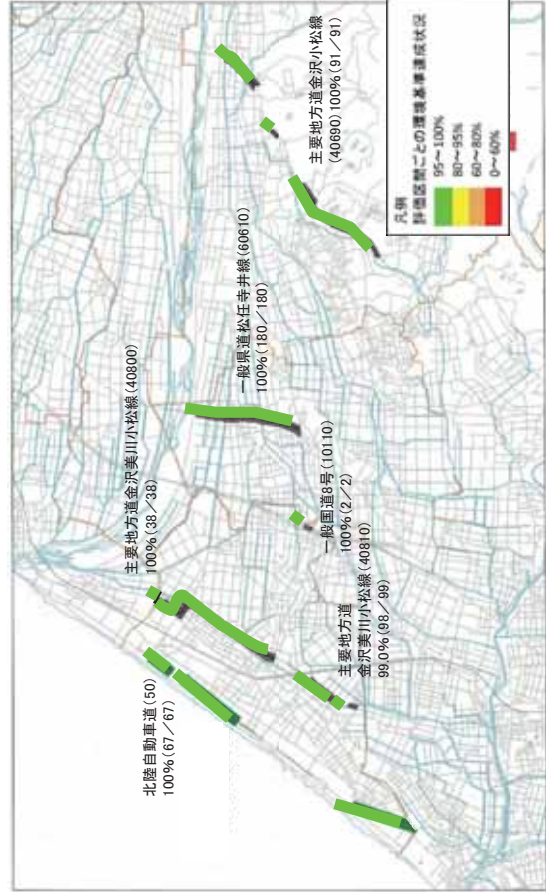 北陸自動車道(50)
100%(67/67)
主要地方道金沢美川小松線(40800)
100%(38/38)
主要地方道
金沢美川小松線(40810)
99.0%(98/99)
一般国道8号(10110)
100%(2/2)
一般県道松任寺井線(60610)
100%(180/180)
主要地方道金沢小松線
(40690)100%(91/91)
凡例
評価区間ごとの環境基準達成状況
95～100%
80～95%
60～80%
0～60%